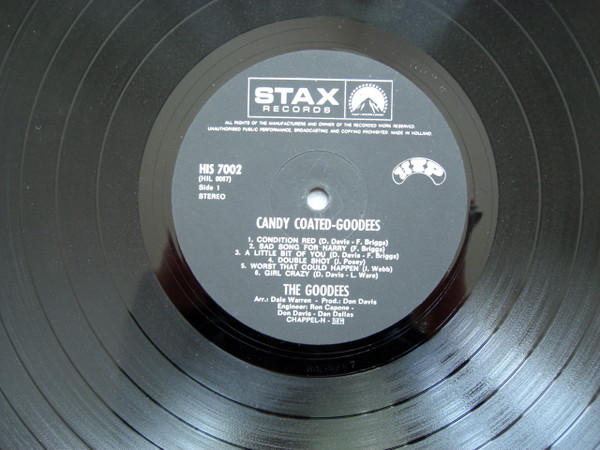 STAX
RECORDS
ALL RIGHTS OF THE MANUFACTURERS AND OWNER OF THE RECORDED WORK RESERVED.
UNAUTHORISED PUBLIC PERFORMANCE, BROADCASTING AND COPYING PROHIBITED. MADE IN HOLLAND.
HIS 7002
(HIL 0087)
Side 1
STEREO
HIP
CANDY COATED-GOODEES
1. CONDITION RED (D. Davis - F. Briggs)
2. BAD SONG FOR HARRY (F. Briggs)
3. A LITTLE BIT OF YOU (D. Davis - F. Briggs)
4. DOUBLE SHOT (J. Posey)
5. WORST THAT COULD HAPPEN (J. Webb)
6. GIRL CRAZY (D. Davis - L. Ware)
THE GOODEES
Arr.: Dale Warren - Prod.: Don Davis
Engineer: Ron Capone -
Don Davis - Dan Dallas
CHAPPEL-H -